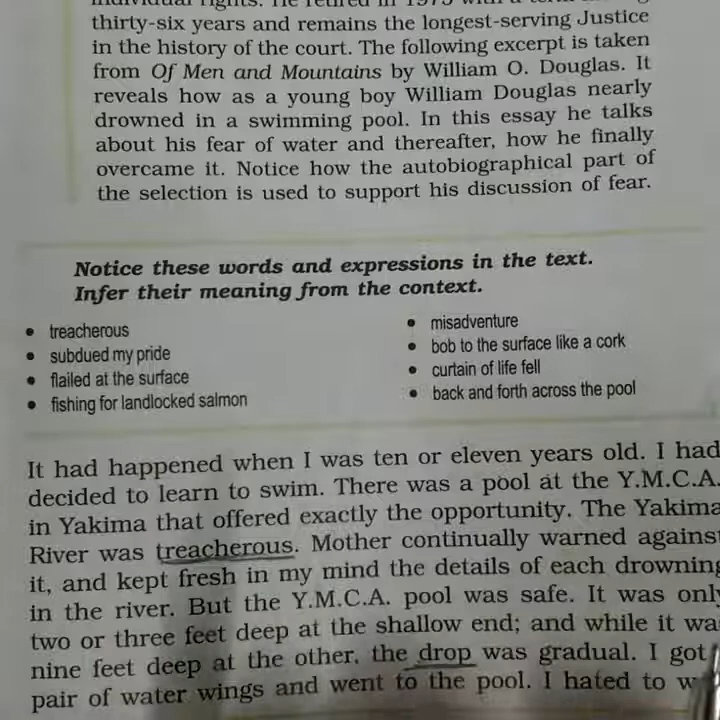 individual rights. He retired in 1975 with a term
thirty-six years and remains the longest-serving Justice
in the history of the court. The following excerpt is taken
from Of Men and Mountains by William O. Douglas. It
reveals how as a young boy William Douglas nearly
drowned in a swimming pool. In this essay he talks
about his fear of water and thereafter, how he finally
overcame it. Notice how the autobiographical part of
the selection is used to support his discussion of fear.
Notice these words and expressions in the text.
Infer their meaning from the context.
• treacherous
• subdued my pride
• flailed at the surface
• fishing for landlocked salmon
• misadventure
• bob to the surface like a cork
• curtain of life fell
• back and forth across the pool
It had happened when I was ten or eleven years old. I had
decided to learn to swim. There was a pool at the Y.M.C.A.
in Yakima that offered exactly the opportunity. The Yakima
River was treacherous. Mother continually warned against
it, and kept fresh in my mind the details of each drowning
in the river. But the Y.M.C.A. pool was safe. It was only
two or three feet deep at the shallow end; and while it wa
nine feet deep at the other, the drop was gradual. I got
pair of water wings and went to the pool. I hated to w